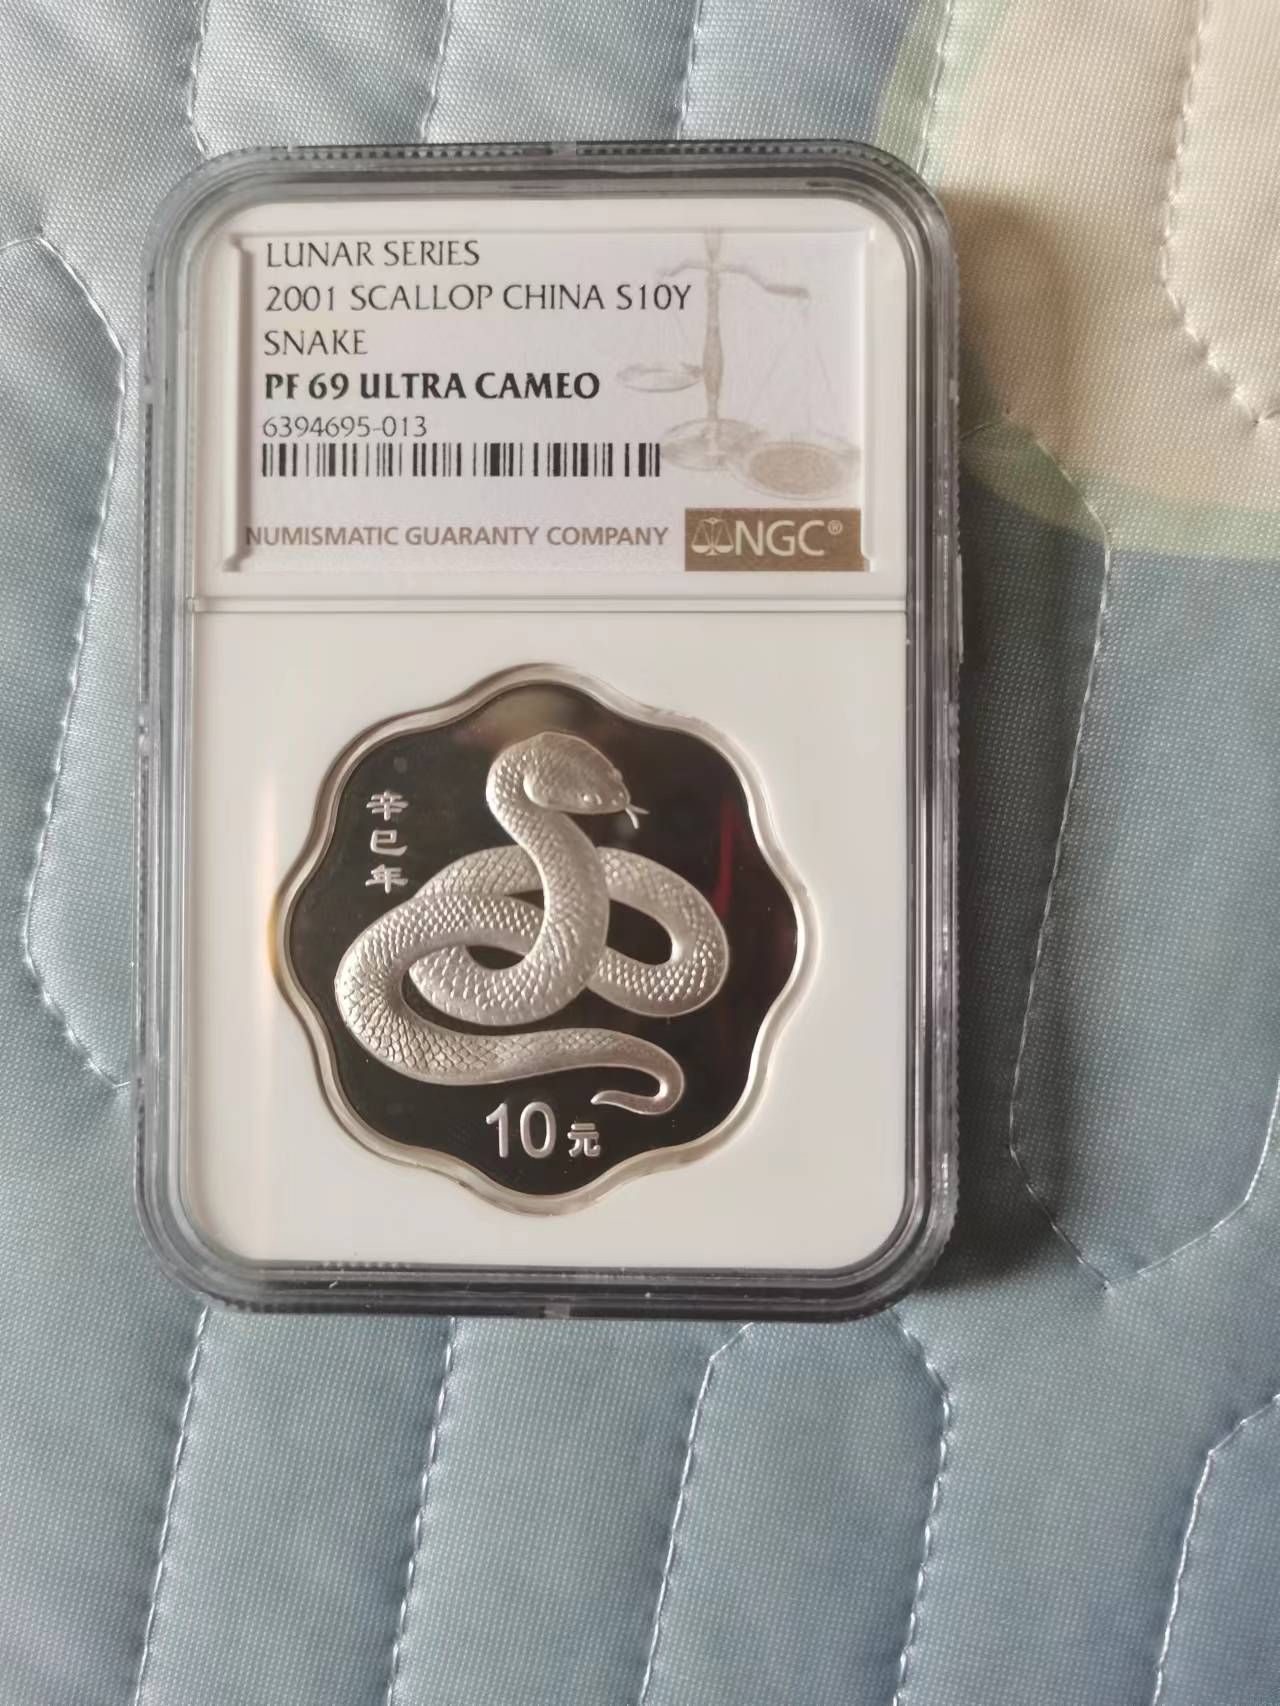 LUNAR SERIES
2001 SCALLOP CHINA S10Y
SNAKE
PF 69 ULTRA CAMEO
6394695-013
NUMISMATIC GUARANTY COMPANY
NGC®
辛巳年
10元